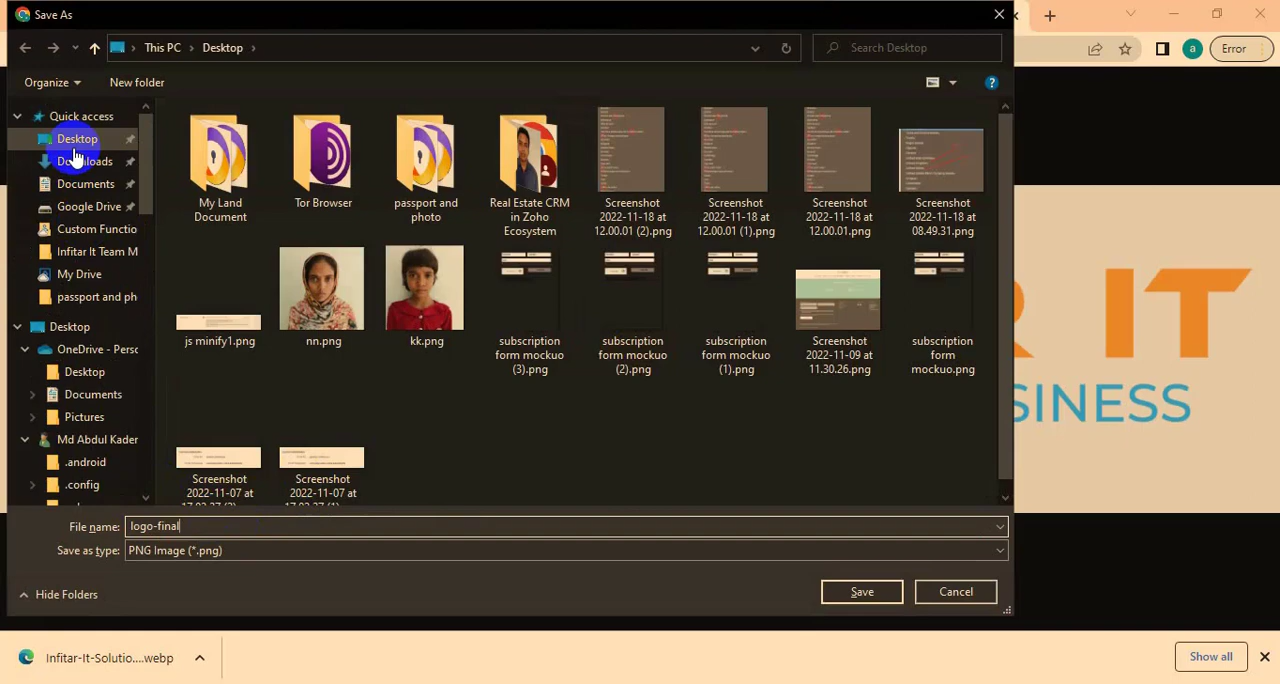 Save As
This PC
Desktop
Search Desktop
a
Error
Organize
New folder
?
Quick access
Desktop
Downloads
Documents
Google Drive
Custom Functio
Infitar It Team M
My Drive
passport and ph
Desktop
OneDrive - Perso
Desktop
Documents
Pictures
Md Abdul Kader
.android
.config
My Land
Document
Tor Browser
passport and
photo
Real Estate CRM
in Zoho
Ecosystem
Screenshot
2022-11-18 at
12.00.01 (2).png
Screenshot
2022-11-18 at
12.00.01 (1).png
Screenshot
2022-11-18 at
12.00.01.png
Screenshot
2022-11-18 at
08.49.31.png
js minify1.png
nn.png
kk.png
subscription
form mockuo
(3).png
subscription
form mockuo
(2).png
subscription
form mockuo
(1).png
Screenshot
2022-11-09 at
11.30.26.png
subscription
form
mockuo.png
Screenshot
2022-11-07 at
Screenshot
2022-11-07 at
R IT
SINESS
File name:
logo-final
Save as type:
PNG Image (*.png)
Hide Folders
Save
Cancel
Infitar-It-Solutio....webp
Show all